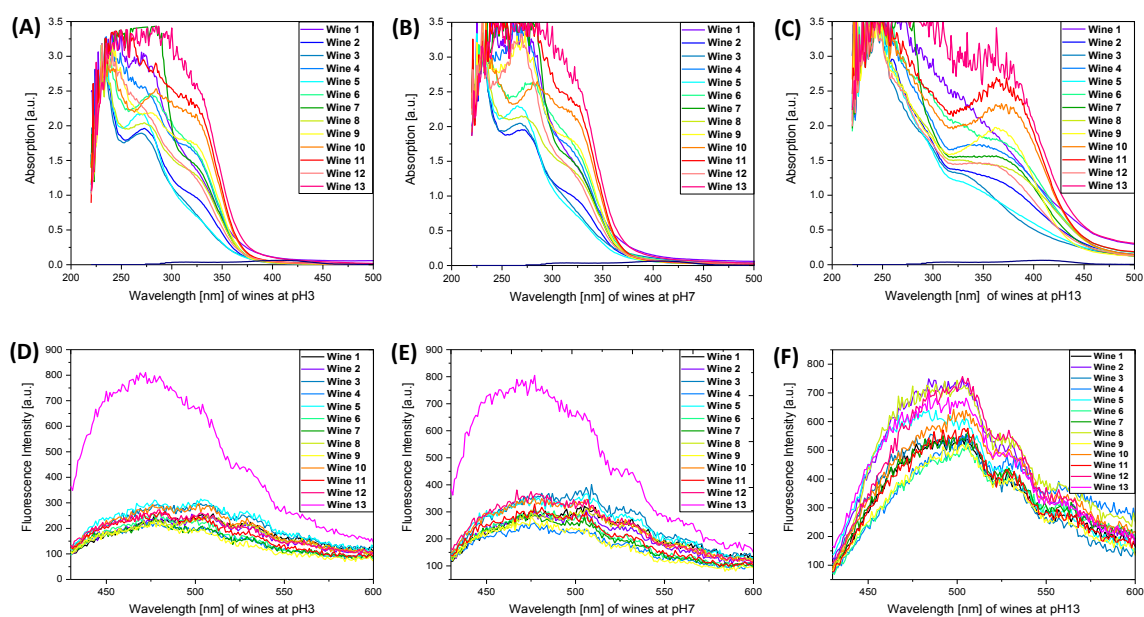 (A)
Absorption [a.u.]
3.5
3.0
2.5
2.0
1.5
1.0
0.5
0.0
200
250
300
350
400
450
500
Wavelength [nm] of wines at pH3
Wine 1
Wine 2
Wine 3
Wine 4
Wine 5
Wine 6
Wine 7
Wine 8
Wine 9
Wine 10
Wine 11
Wine 12
Wine 13
(B)
Absorption [a.u.]
3.5
3.0
2.5
2.0
1.5
1.0
0.5
0.0
200
250
300
350
400
450
500
Wavelength [nm] of wines at pH7
Wine 1
Wine 2
Wine 3
Wine 4
Wine 5
Wine 6
Wine 7
Wine 8
Wine 9
Wine 10
Wine 11
Wine 12
Wine 13
(C)
Absorption [a.u.]
3.5
3.0
2.5
2.0
1.5
1.0
0.5
0.0
200
250
300
350
400
450
500
Wavelength [nm] of wines at pH13
Wine 1
Wine 2
Wine 3
Wine 4
Wine 5
Wine 6
Wine 7
Wine 8
Wine 9
Wine 10
Wine 11
Wine 12
Wine 13
(D)
Fluorescence Intensity [a.u.]
900
800
700
600
500
400
300
200
100
0
450
500
550
600
Wavelength [nm] of wines at pH3
Wine 1
Wine 2
Wine 3
Wine 4
Wine 5
Wine 6
Wine 7
Wine 8
Wine 9
Wine 10
Wine 11
Wine 12
Wine 13
(E)
Fluorescence Intensity [a.u.]
900
800
700
600
500
400
300
200
100
450
500
550
600
Wavelength [nm] of wines at pH7
Wine 1
Wine 2
Wine 3
Wine 4
Wine 5
Wine 6
Wine 7
Wine 8
Wine 9
Wine 10
Wine 11
Wine 12
Wine 13
(F)
Fluorescence Intensity [a.u.]
800
700
600
500
400
300
200
100
450
500
550
600
Wavelength [nm] of wines at pH13
Wine 1
Wine 2
Wine 3
Wine 4
Wine 5
Wine 6
Wine 7
Wine 8
Wine 9
Wine 10
Wine 11
Wine 12
Wine 13